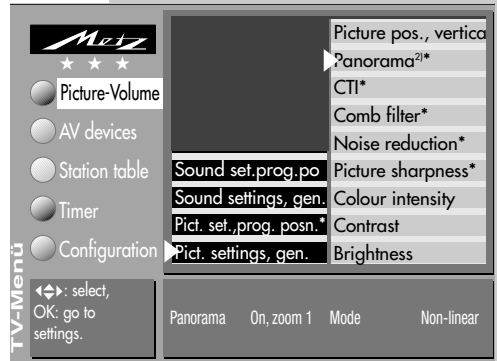 Metz
Picture-Volume
AV devices
Station table
Timer
Configuration
TV-Menü
Sound set.prog.po
Sound settings, gen.
Pict. set.,prog. posn.*
Pict. settings, gen.
Picture pos., vertica
Panorama2)*
CTI*
Comb filter*
Noise reduction*
Picture sharpness*
Colour intensity
Contrast
Brightness
: select,
OK: go to
settings.
Panorama On, zoom 1 Mode Non-linear